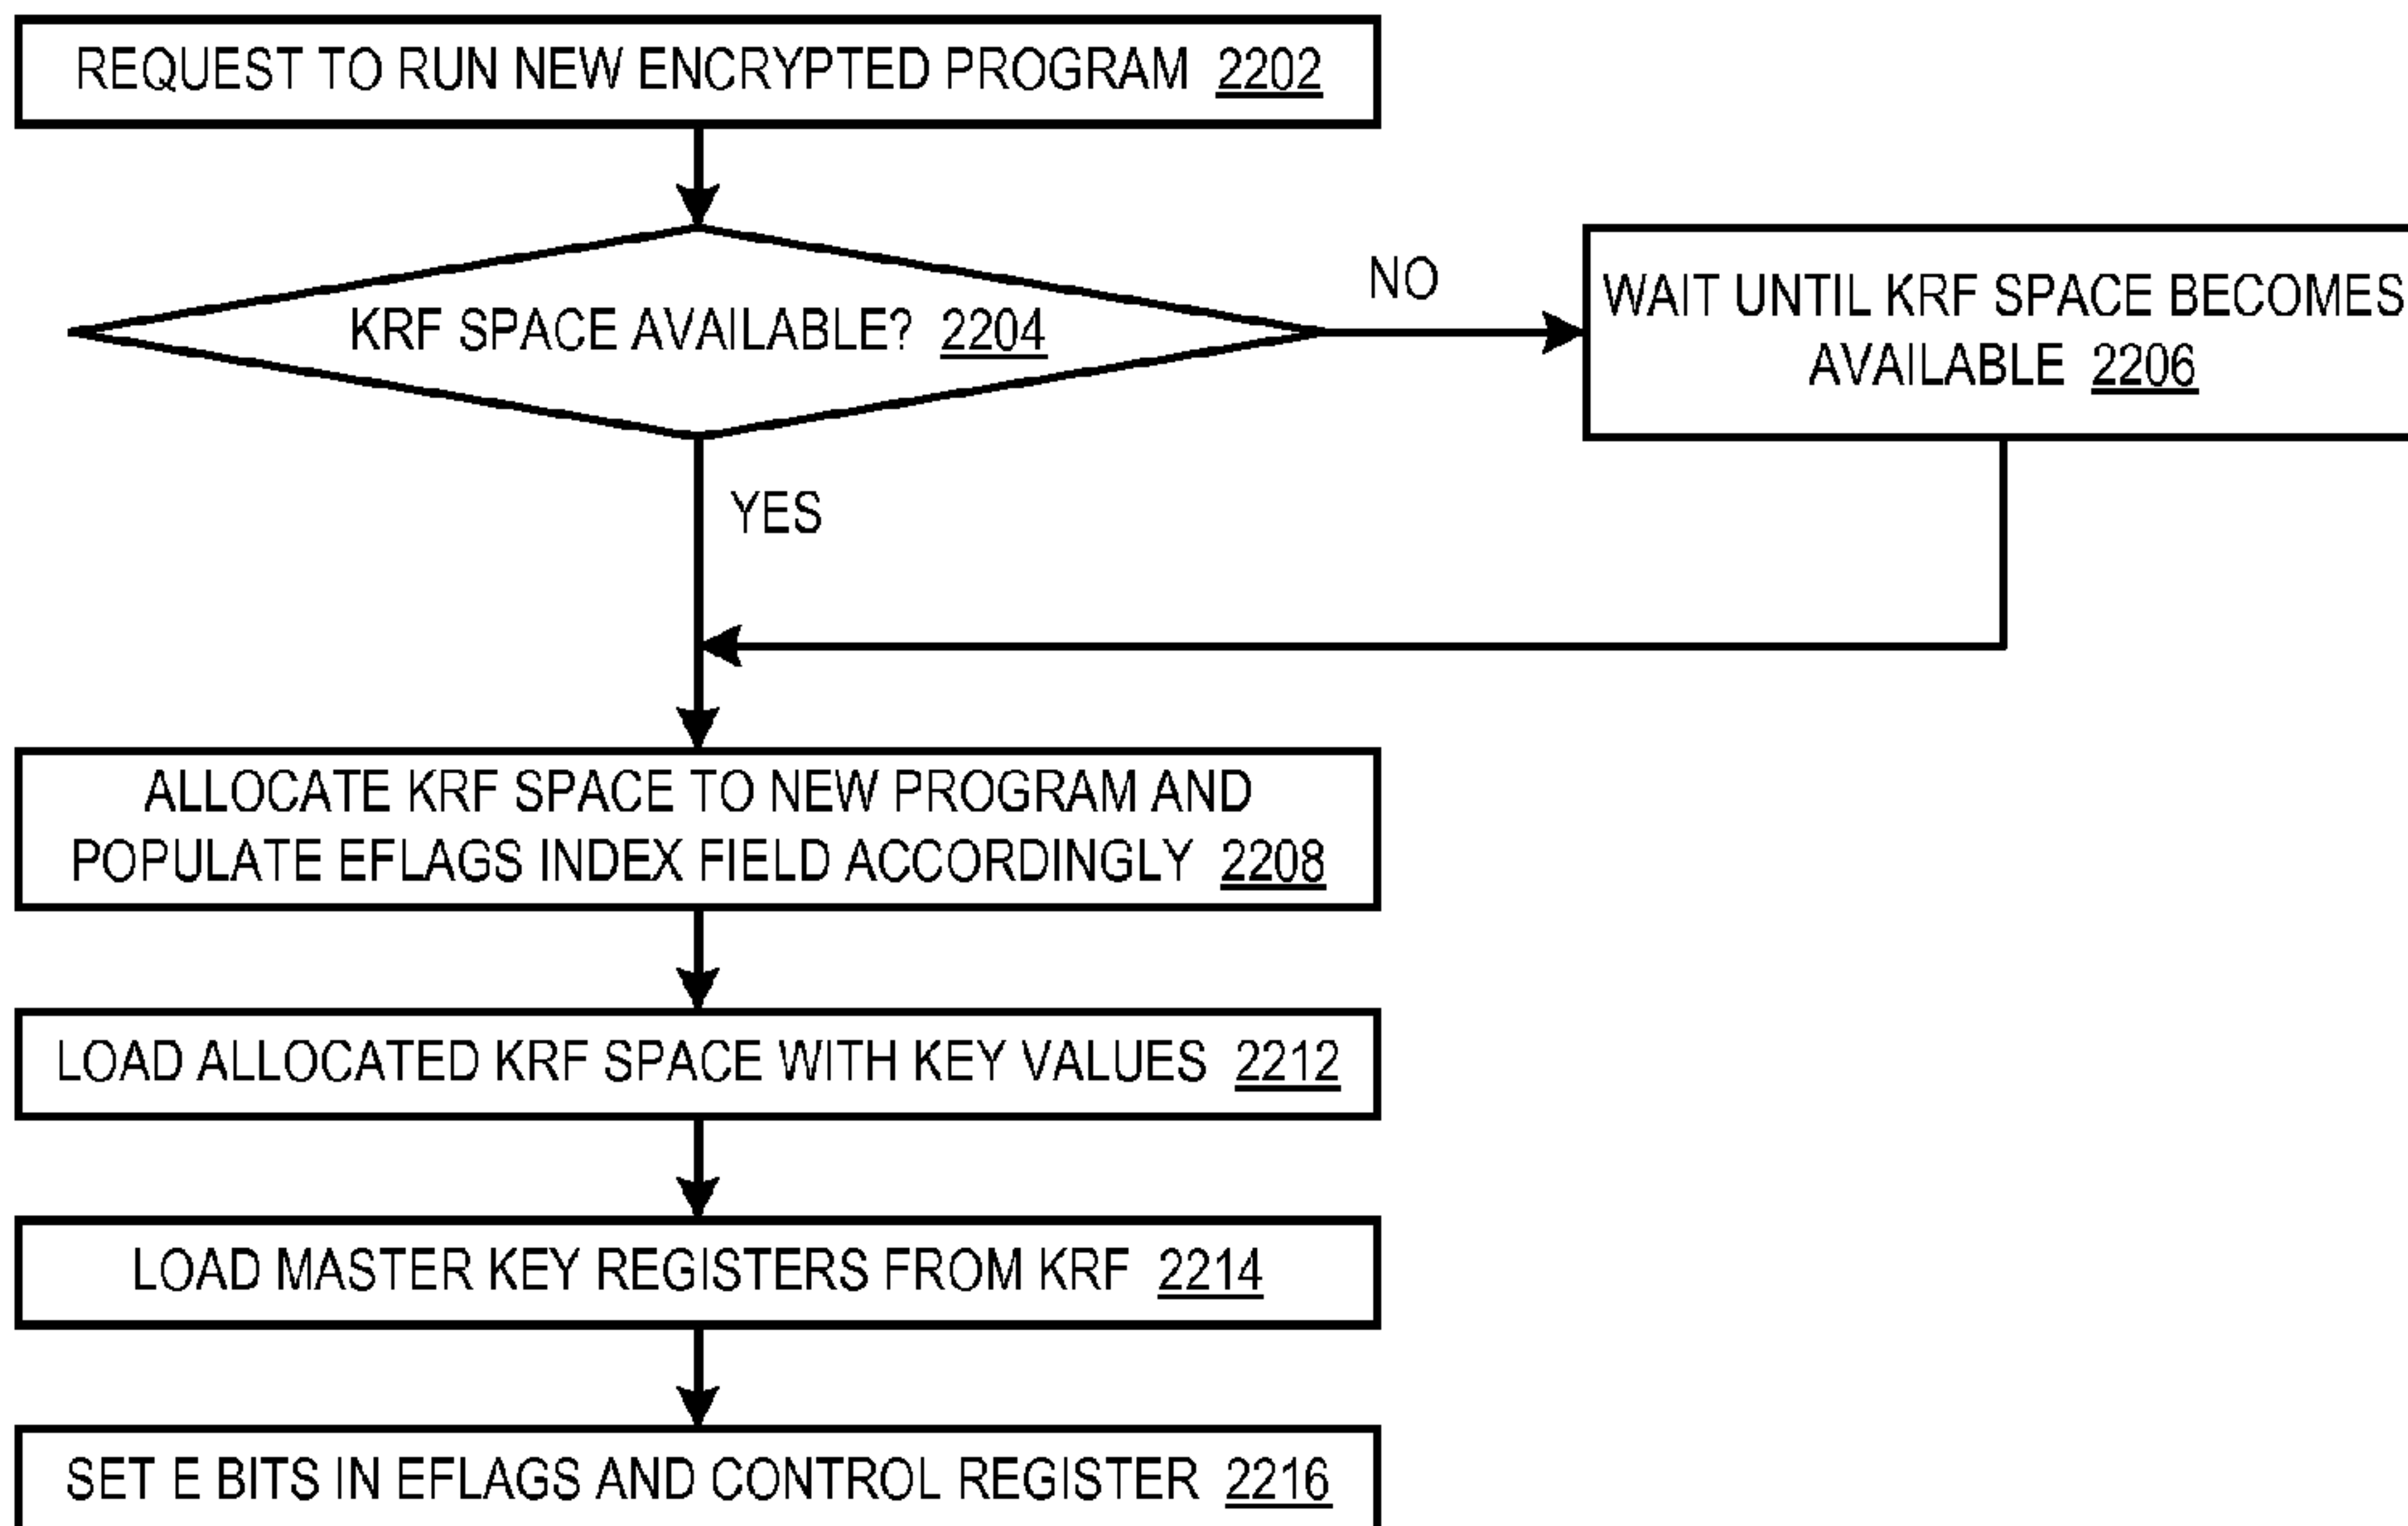 REQUEST TO RUN NEW ENCRYPTED PROGRAM 2202
KRF SPACE AVAILABLE? 2204
NO
WAIT UNTIL KRF SPACE BECOMES
AVAILABLE 2206
YES
ALLOCATE KRF SPACE TO NEW PROGRAM AND
POPULATE EFLAGS INDEX FIELD ACCORDINGLY 2208
LOAD ALLOCATED KRF SPACE WITH KEY VALUES 2212
LOAD MASTER KEY REGISTERS FROM KRF 2214
SET E BITS IN EFLAGS AND CONTROL REGISTER 2216